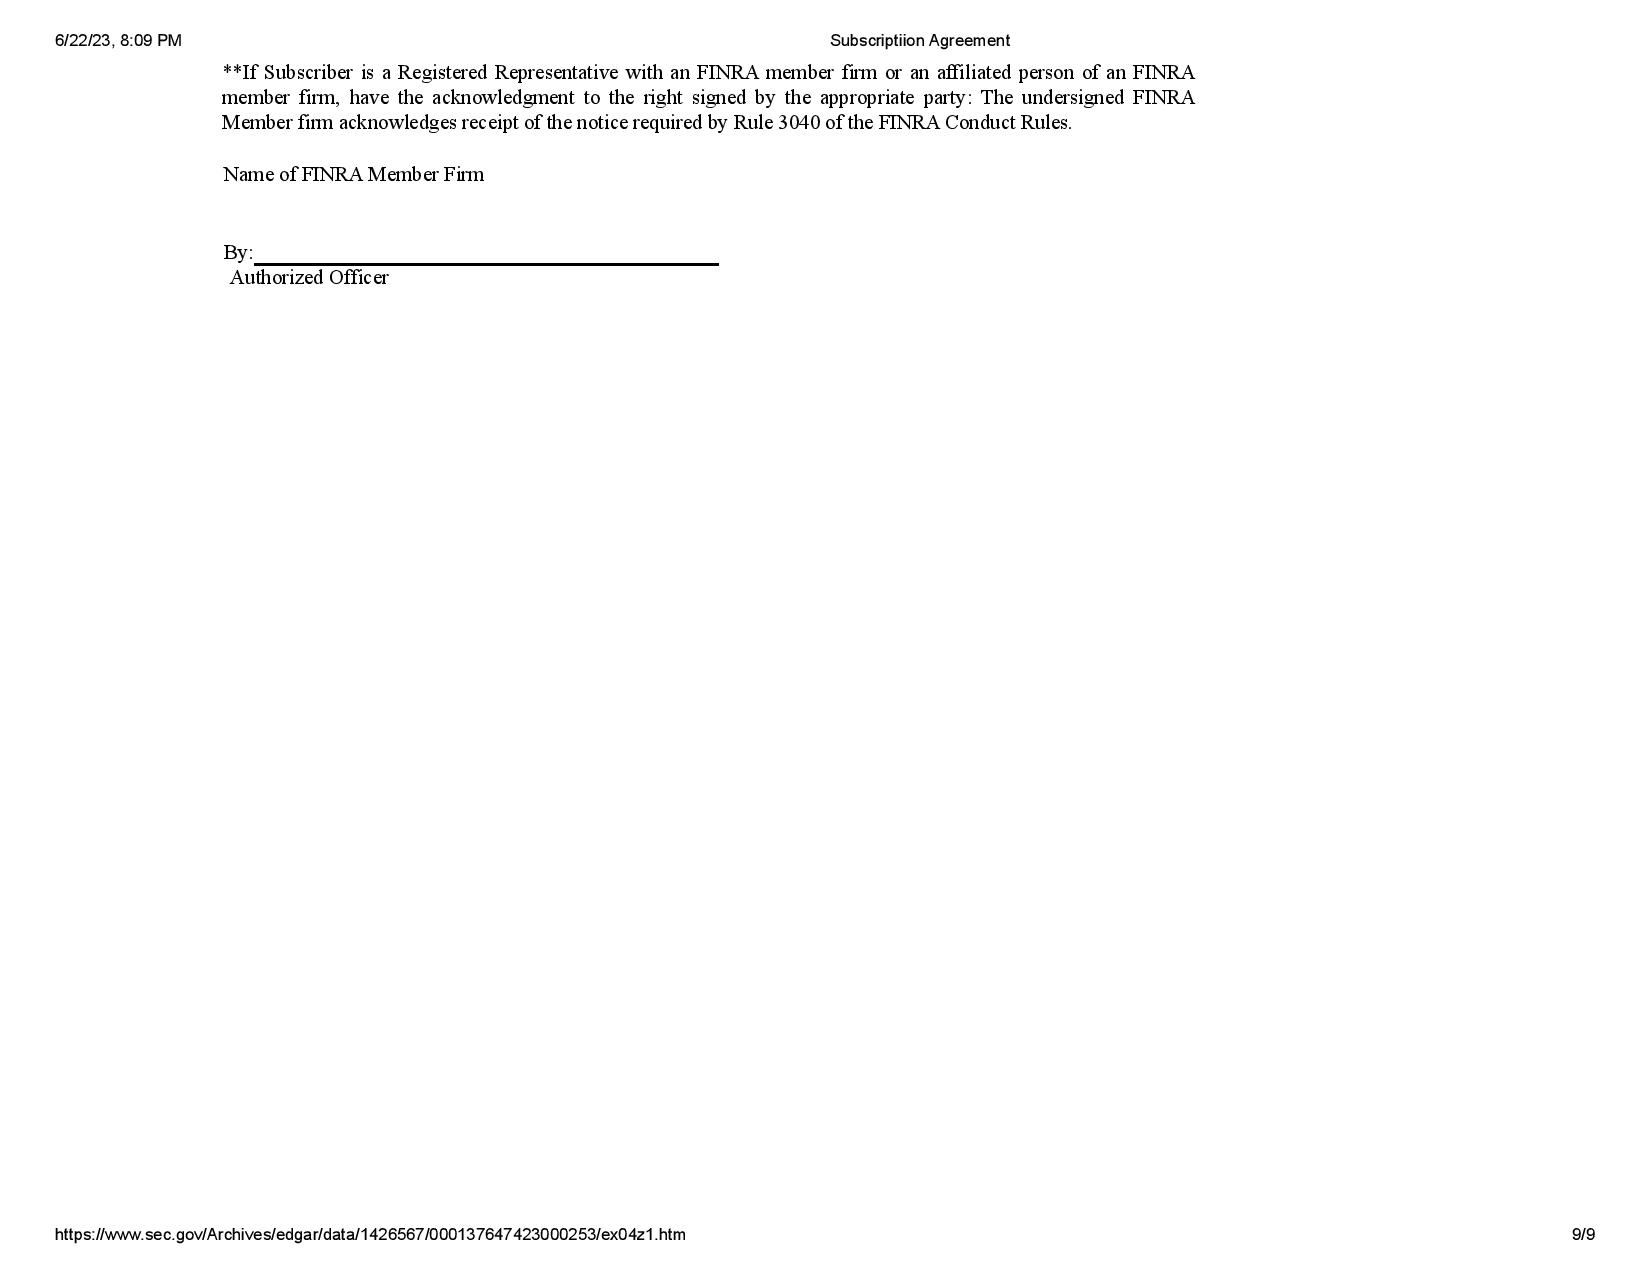 6/22/23, 8:09 PM
Subscriptiion Agreement
**If Subscriber is a Registered Representative with an FINRA member firm or an affiliated person of an FINRA
member firm, have the acknowledgment to the right signed by the appropriate party: The undersigned FINRA
Member firm acknowledges receipt of the notice required by Rule 3040 of the FINRA Conduct Rules.
Name of FINRA Member Firm
By:
Authorized Officer
https://www.sec.gov/Archives/edgar/data/1426567/000137647423000253/ex04z1.htm
9/9